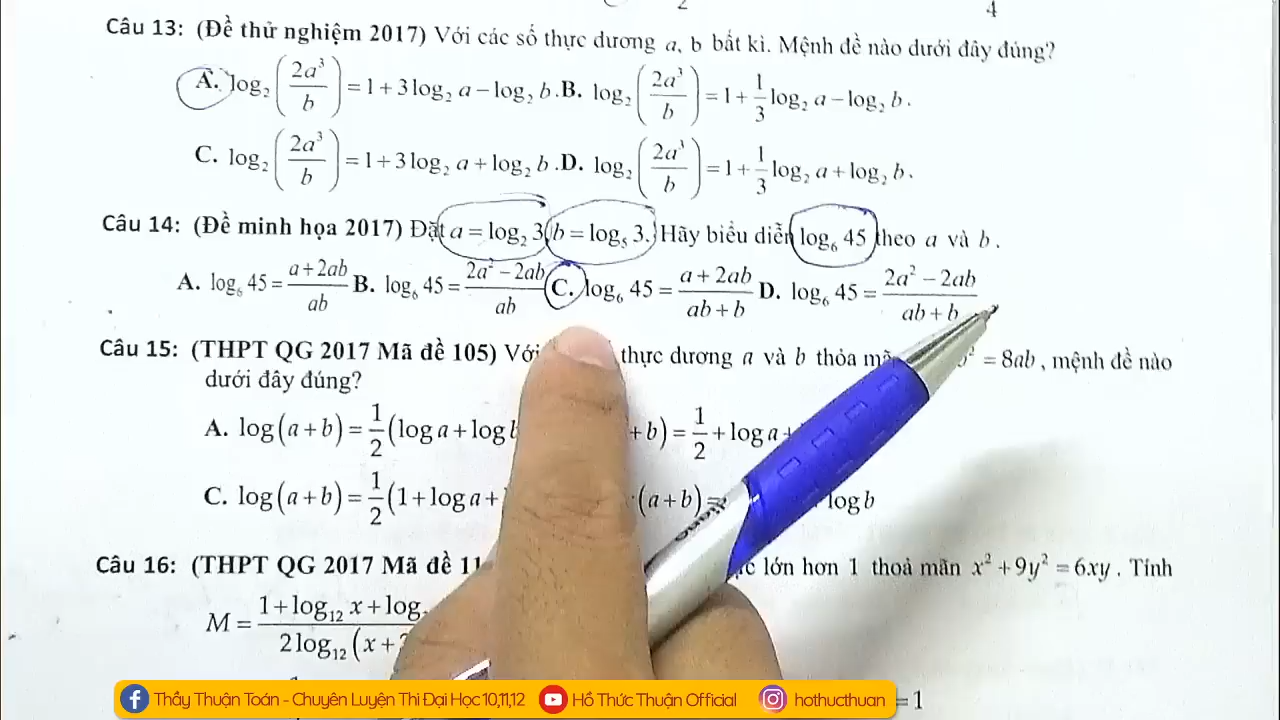 Câu 13: (Đề thử nghiệm 2017) Với các số thực dương a, b bất kì. Mệnh đề nào dưới đây đúng?
A. log₂(2a³/b) = 1 + 3log₂ a − log₂ b. B. log₂(2a³/b) = 1 + 1/3 log₂ a − log₂ b.
C. log₂(2a³/b) = 1 + 3log₂ a + log₂ b. D. log₂(2a³/b) = 1 + 1/3 log₂ a + log₂ b.
Câu 14: (Đề minh họa 2017) Đặt a = log₂ 3, b = log₅ 3. Hãy biểu diễn log₆ 45 theo a và b.
A. log₆ 45 = (a + 2ab)/ab B. log₆ 45 = (2a² − 2ab)/ab C. log₆ 45 = (a + 2ab)/(ab + b) D. log₆ 45 = (2a² − 2ab)/(ab + b)
Câu 15: (THPT QG 2017 Mã đề 105) Với thực dương a và b thỏa = 8ab, mệnh đề nào
dưới đây đúng?
A. log(a + b) = 1/2 (log a + log + b) = 1/2 + log a
C. log(a + b) = 1/2 (1 + log a + (a + b) = log b
Câu 16: (THPT QG 2017 Mã đề lớn hơn 1 thoả mãn x² + 9y² = 6xy. Tính
M = (1 + log₁₂ x + log / 2log₁₂(x +
= 1
Thầy Thuận Toán - Chuyên Luyện Thi Đại Học 10,11,12 Hồ Thức Thuận Official hothucthuan